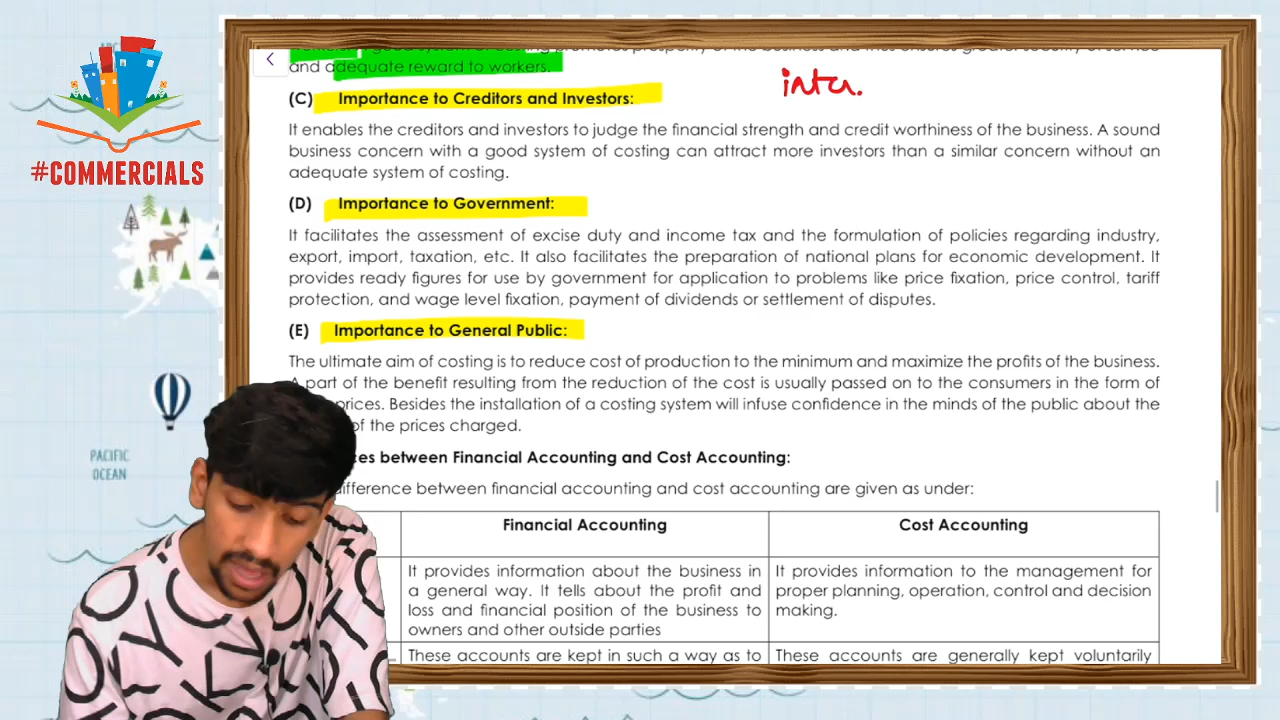 and adequate reward to workers.
inter.
(C) Importance to Creditors and Investors:
It enables the creditors and investors to judge the financial strength and credit worthiness of the business. A sound
business concern with a good system of costing can attract more investors than a similar concern without an
adequate system of costing.
(D) Importance to Government:
It facilitates the assessment of excise duty and income tax and the formulation of policies regarding industry,
export, import, taxation, etc. It also facilitates the preparation of national plans for economic development. It
provides ready figures for use by government for application to problems like price fixation, price control, tariff
protection, and wage level fixation, payment of dividends or settlement of disputes.
(E) Importance to General Public:
The ultimate aim of costing is to reduce cost of production to the minimum and maximize the profits of the business.
A part of the benefit resulting from the reduction of the cost is usually passed on to the consumers in the form of
prices. Besides the installation of a costing system will infuse confidence in the minds of the public about the
of the prices charged.
between Financial Accounting and Cost Accounting:
difference between financial accounting and cost accounting are given as under:
Financial Accounting
It provides information about the business in
a general way. It tells about the profit and
loss and financial position of the business to
owners and other outside parties
These accounts are kept in such a way as to
Cost Accounting
It provides information to the management for
proper planning, operation, control and decision
making.
These accounts are generally kept voluntarily
#COMMERCIALS
PACIFIC
OCEAN